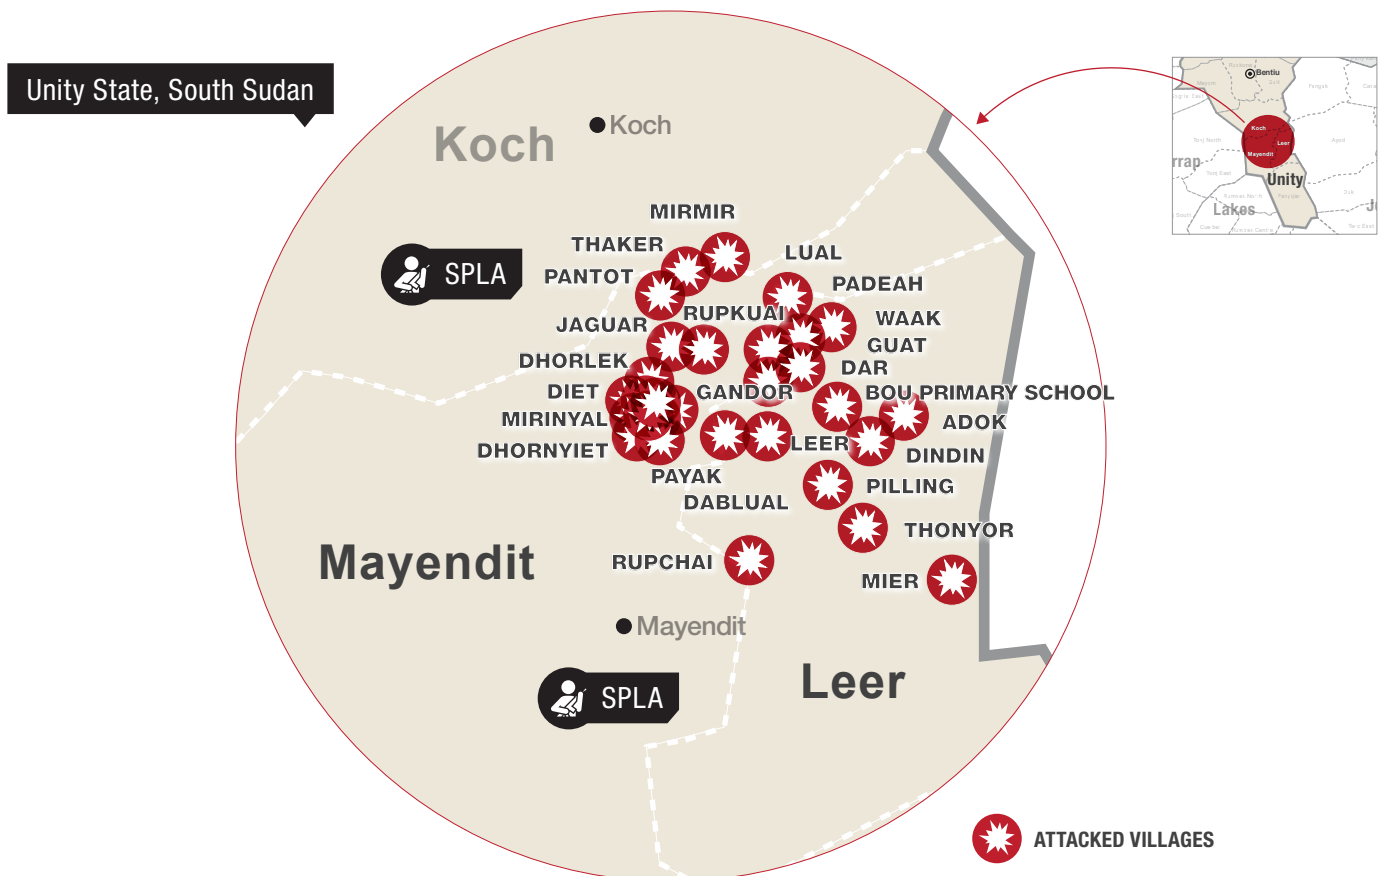 Unity State, South Sudan
Koch
Koch
MIRMIR
THAKER
LUAL
SPLA
PANTOT
PADEAH
RUPKUAI
WAAK
JAGUAR
GUAT
DHORLEK
DAR
DIET
GANDOR
BOU PRIMARY SCHOOL
MIRINYAL
ADOK
DHORNYIET
LEER
DINDIN
PAYAK
PILLING
DABLUAL
THONYOR
RUPCHAI
MIER
Mayendit
Mayendit
SPLA
Leer
ATTACKED VILLAGES
Bentiu
Koch
Leer
Mayendit
Unity
Lakes
rrap